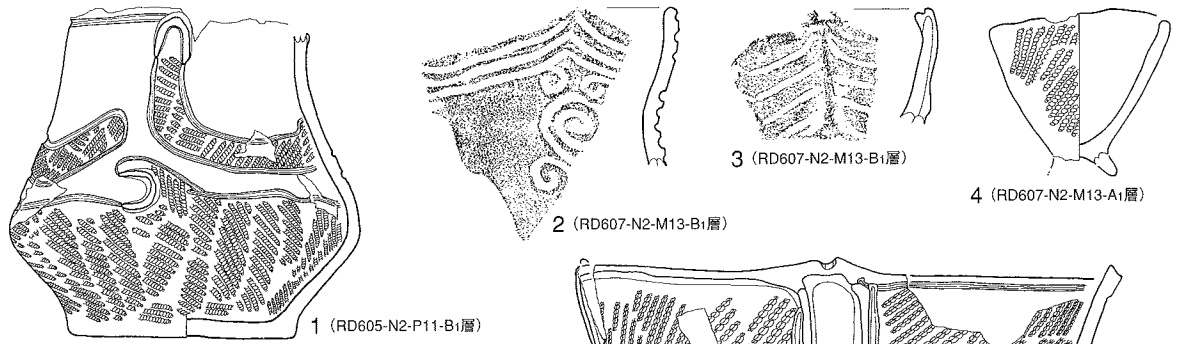 1（RD605-N2-P11-B1層）
2（RD607-N2-M13-B1層）
3（RD607-N2-M13-B1層）
4（RD607-N2-M13-A1層）